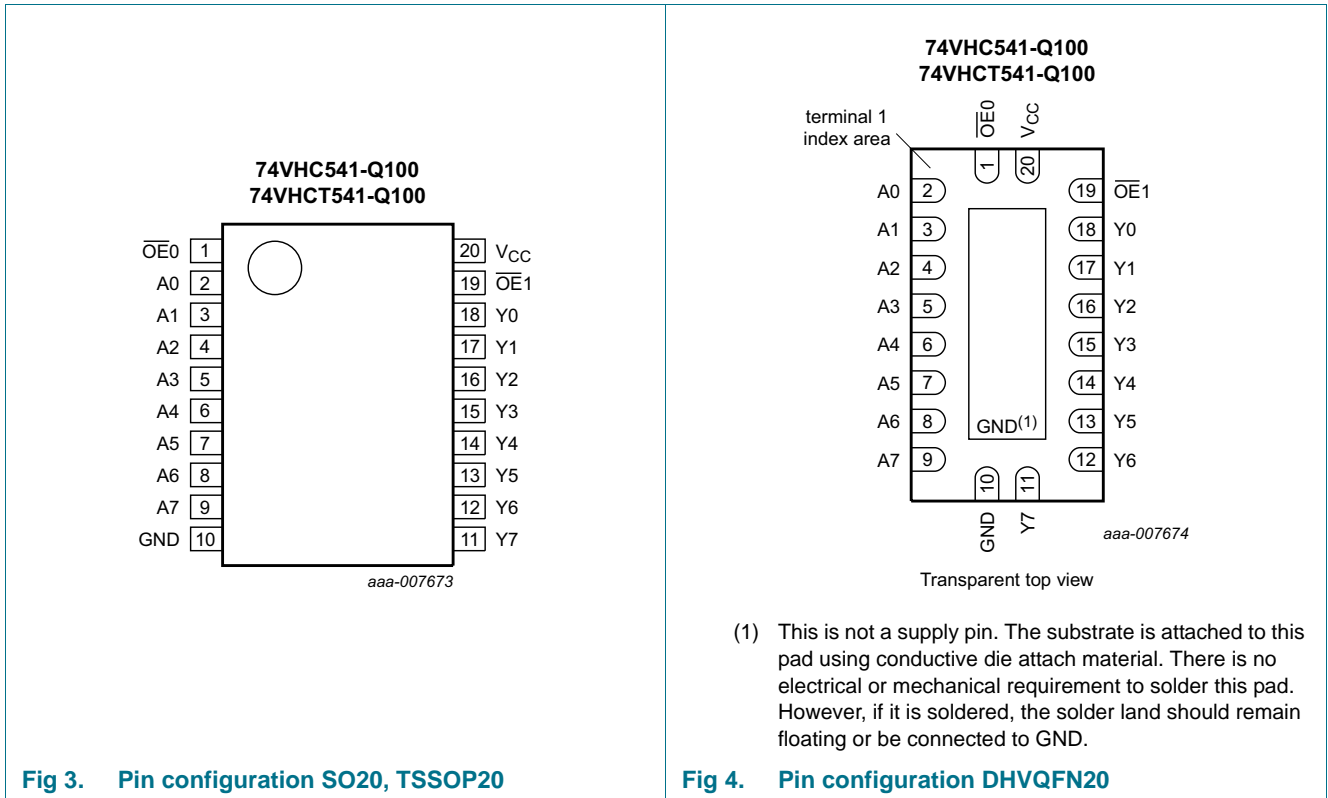 74VHC541-Q100
74VHCT541-Q100
OE0 1
A0 2
A1 3
A2 4
A3 5
A4 6
A5 7
A6 8
A7 9
GND 10
20 VCC
19 OE1
18 Y0
17 Y1
16 Y2
15 Y3
14 Y4
13 Y5
12 Y6
11 Y7
aaa-007673
Fig 3. Pin configuration SO20, TSSOP20
74VHC541-Q100
74VHCT541-Q100
terminal 1
index area
OE0
VCC
1
20
A0 2
A1 3
A2 4
A3 5
A4 6
A5 7
A6 8
A7 9
19 OE1
18 Y0
17 Y1
16 Y2
15 Y3
14 Y4
13 Y5
12 Y6
GND(1)
10
11
GND
Y7
aaa-007674
Transparent top view
(1) This is not a supply pin. The substrate is attached to this
pad using conductive die attach material. There is no
electrical or mechanical requirement to solder this pad.
However, if it is soldered, the solder land should remain
floating or be connected to GND.
Fig 4. Pin configuration DHVQFN20